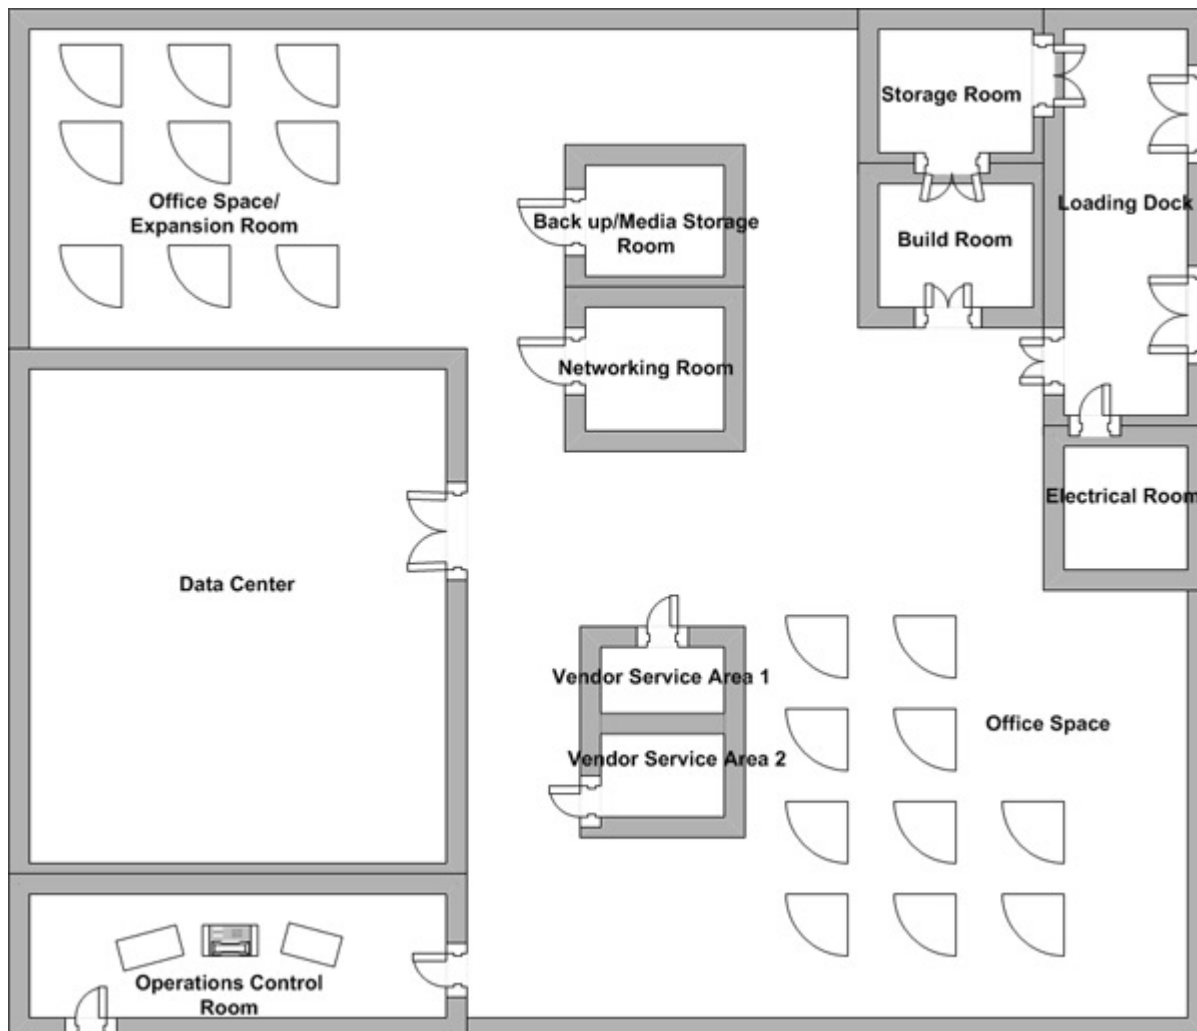 Storage Room
Office Space/
Expansion Room
Back up/Media Storage
Room
Loading Dock
Build Room
Networking Room
Electrical Room
Data Center
Vendor Service Area 1
Office Space
Vendor Service Area 2
Operations Control
Room